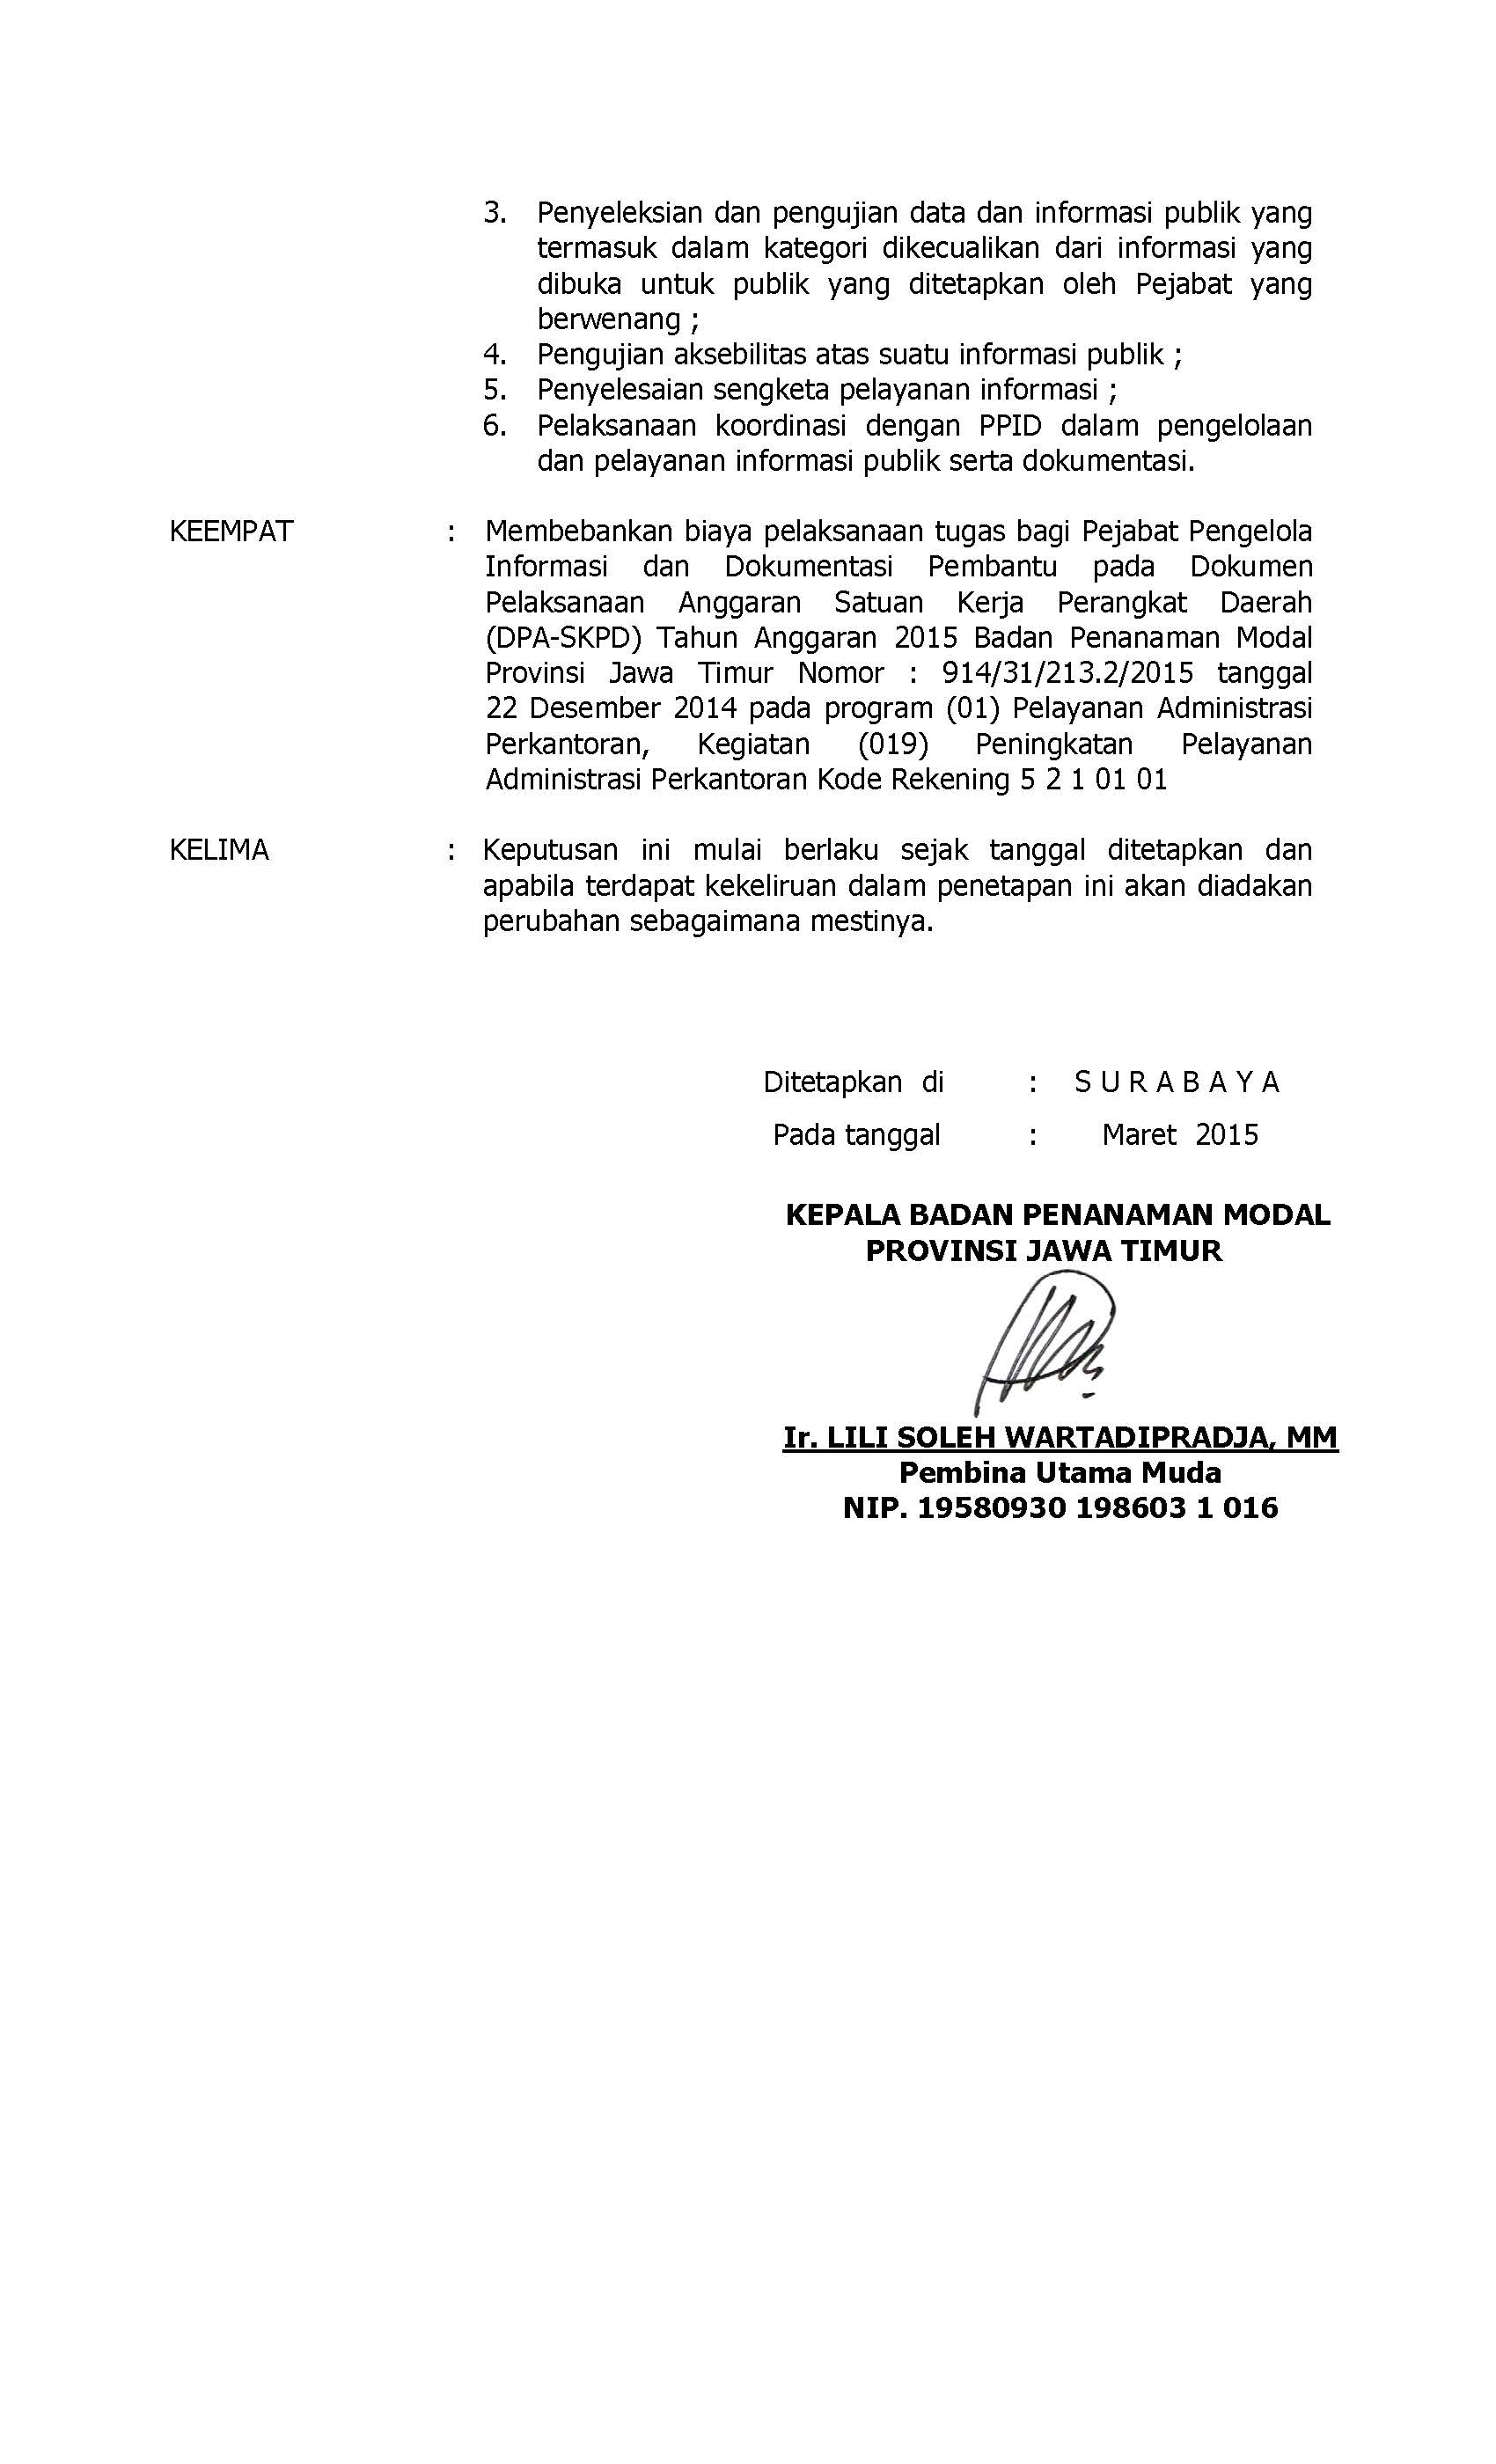 3. Penyeleksian dan pengujian data dan informasi publik yang
termasuk dalam kategori dikecualikan dari informasi yang
dibuka untuk publik yang ditetapkan oleh Pejabat yang
berwenang ;
4. Pengujian aksebilitas atas suatu informasi publik ;
5. Penyelesaian sengketa pelayanan informasi ;
6. Pelaksanaan koordinasi dengan PPID dalam pengelolaan
dan pelayanan informasi publik serta dokumentasi.
KEEMPAT : Membebankan biaya pelaksanaan tugas bagi Pejabat Pengelola
Informasi dan Dokumentasi Pembantu pada Dokumen
Pelaksanaan Anggaran Satuan Kerja Perangkat Daerah
(DPA-SKPD) Tahun Anggaran 2015 Badan Penanaman Modal
Provinsi Jawa Timur Nomor : 914/31/213.2/2015 tanggal
22 Desember 2014 pada program (01) Pelayanan Administrasi
Perkantoran, Kegiatan (019) Peningkatan Pelayanan
Administrasi Perkantoran Kode Rekening 5 2 1 01 01
KELIMA : Keputusan ini mulai berlaku sejak tanggal ditetapkan dan
apabila terdapat kekeliruan dalam penetapan ini akan diadakan
perubahan sebagaimana mestinya.
Ditetapkan di : S U R A B A Y A
Pada tanggal : Maret 2015
KEPALA BADAN PENANAMAN MODAL
PROVINSI JAWA TIMUR
Ir. LILI SOLEH WARTADIPRADJA, MM
Pembina Utama Muda
NIP. 19580930 198603 1 016